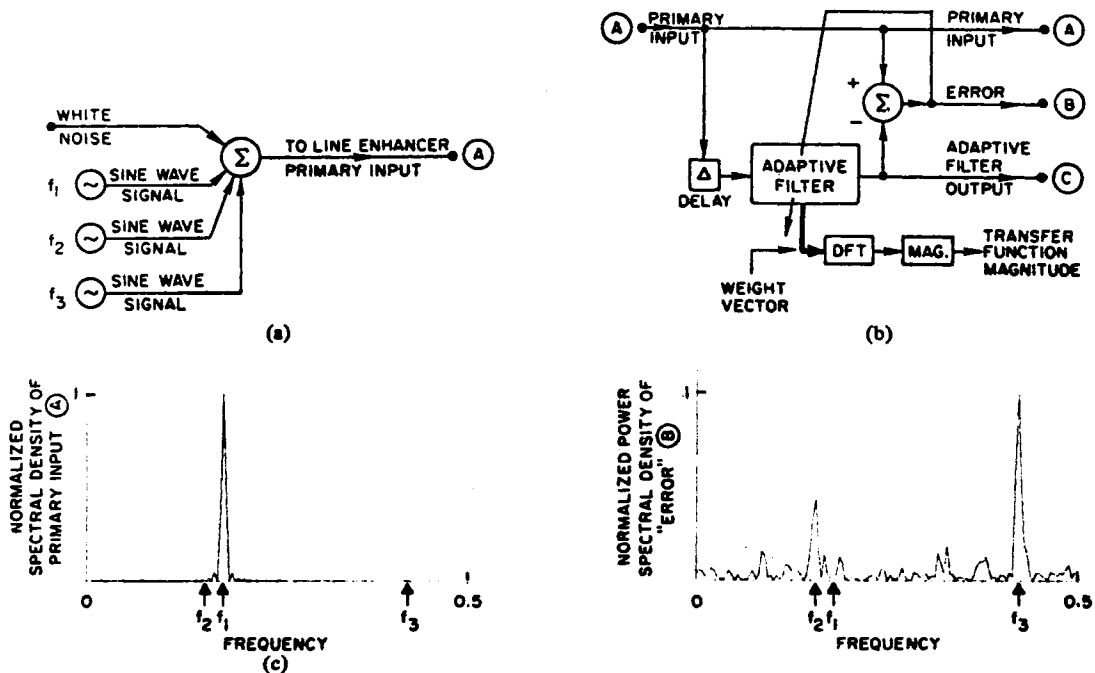 WHITE
NOISE
f1
SINE WAVE
SIGNAL
f2
SINE WAVE
SIGNAL
f3
SINE WAVE
SIGNAL
Σ
TO LINE ENHANCER
PRIMARY INPUT
A
(a)
A
PRIMARY
INPUT
PRIMARY
INPUT
A
+
Σ
−
ERROR
B
Δ
DELAY
ADAPTIVE
FILTER
ADAPTIVE
FILTER
OUTPUT
C
WEIGHT
VECTOR
DFT
MAG.
TRANSFER
FUNCTION
MAGNITUDE
(b)
NORMALIZED
SPECTRAL DENSITY OF
PRIMARY INPUT A
1
0
f2
f1
f3
0.5
FREQUENCY
(c)
NORMALIZED POWER
SPECTRAL DENSITY OF
"ERROR" B
1
0
f2
f1
f3
0.5
FREQUENCY